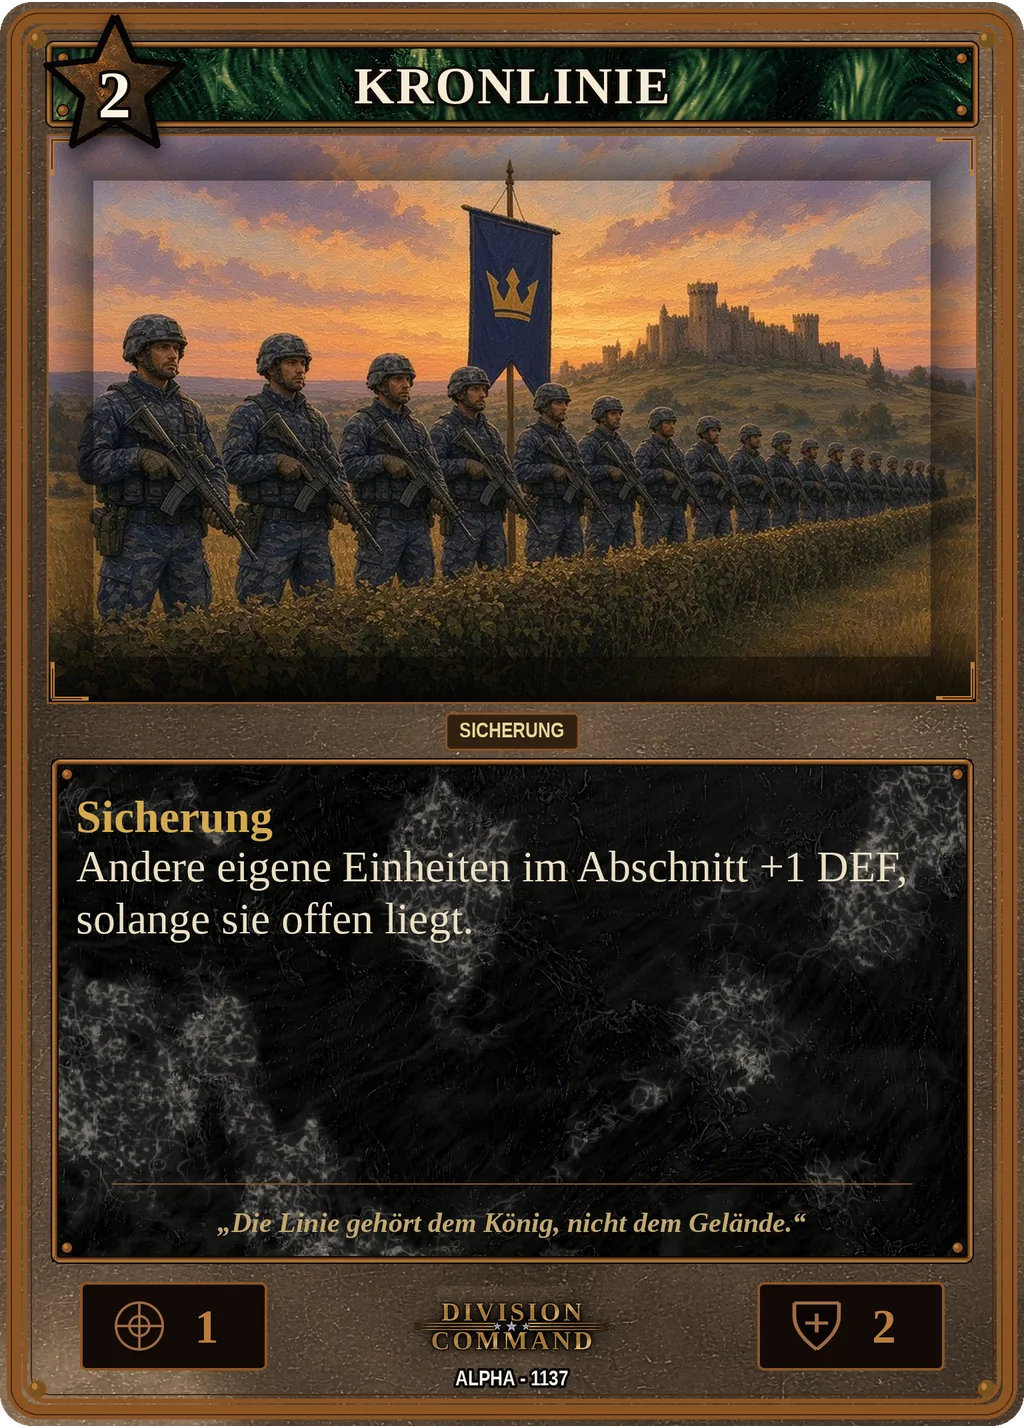 2
KRONLINIE
SICHERUNG
Sicherung
Andere eigene Einheiten im Abschnitt +1 DEF,
solange sie offen liegt.
„Die Linie gehört dem König, nicht dem Gelände.“
1
DIVISION
COMMAND
ALPHA - 1137
2